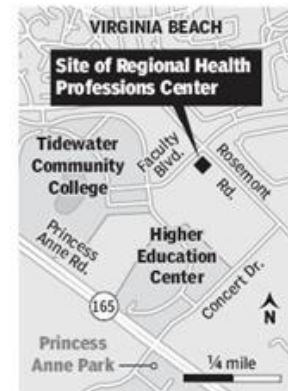 VIRGINIA BEACH
Site of Regional Health
Professions Center
Tidewater
Community
College
Faculty
Blvd.
Rosemont
Rd.
Princess
Anne Rd.
Higher
Education
Center
Concert Dr.
165
N
Princess
Anne Park
1/4 mile